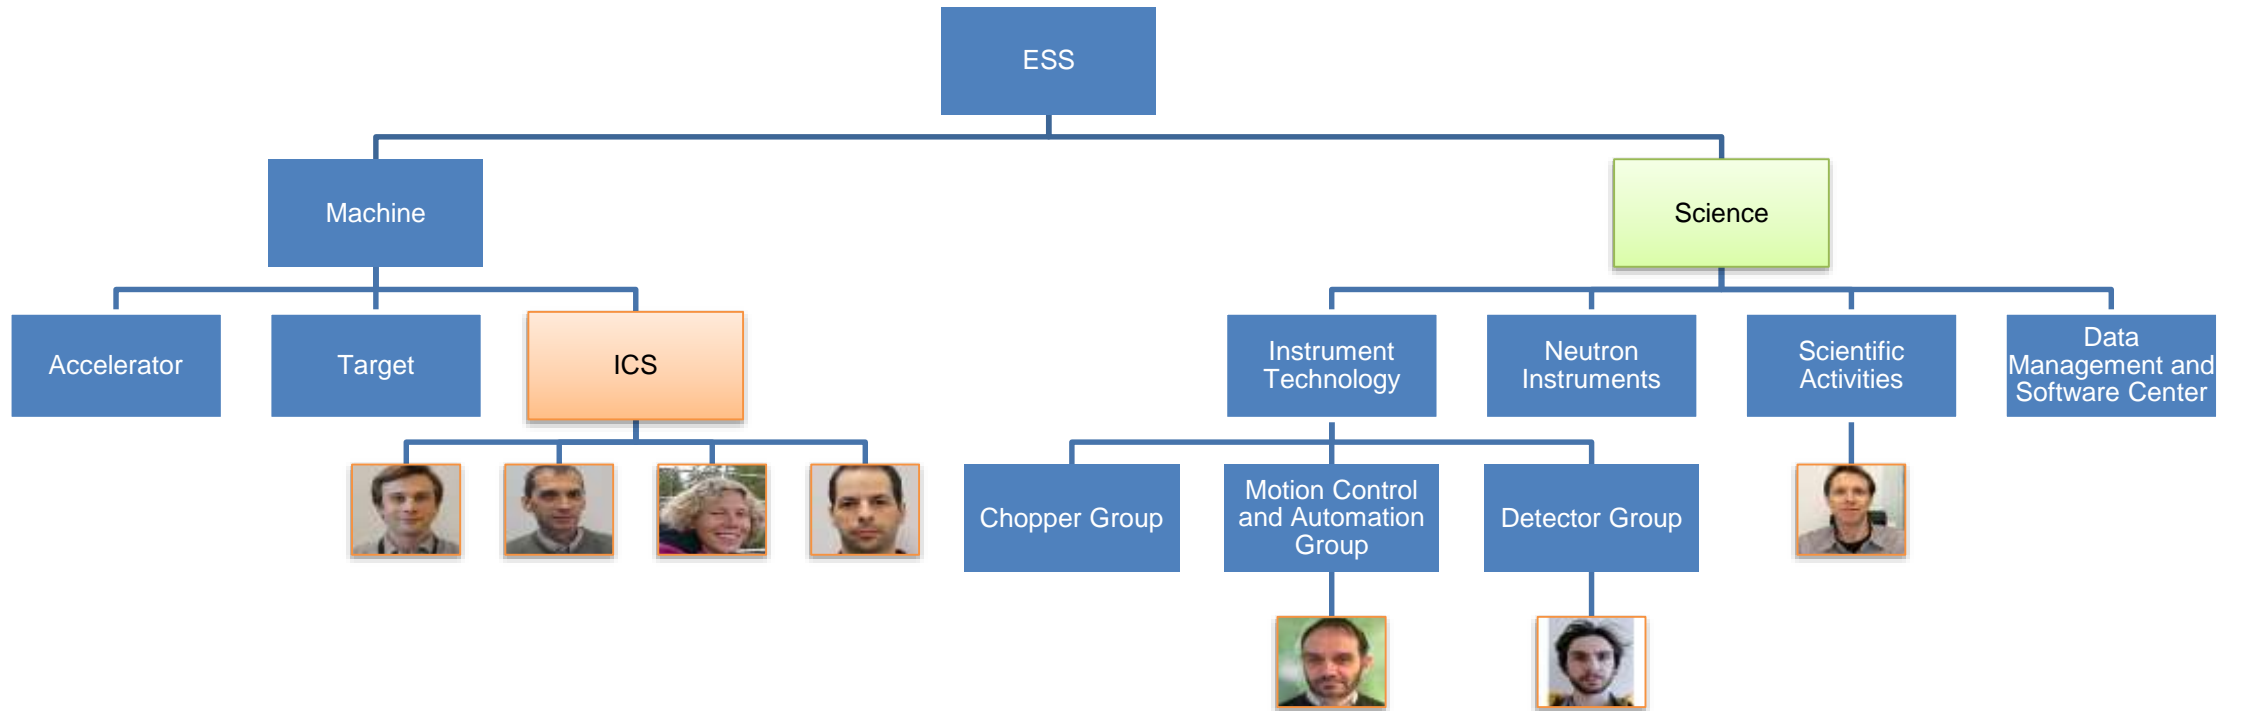 ESS
Machine
Science
Accelerator
Target
ICS
Instrument
Technology
Neutron
Instruments
Scientific
Activities
Data
Management and
Software Center
Chopper Group
Motion Control
and Automation
Group
Detector Group